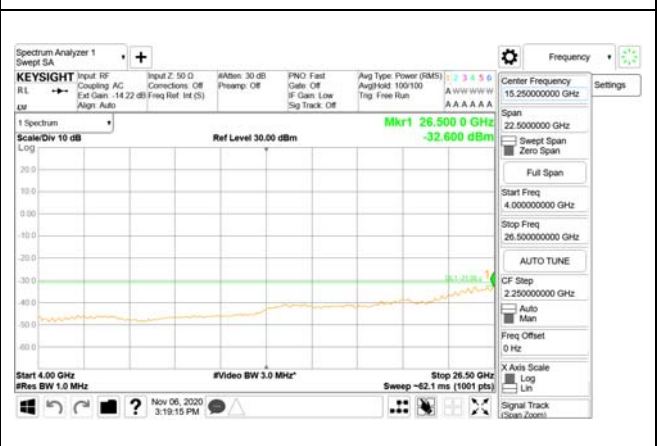 Spectrum Analyzer 1
Swept SA
Frequency
KEYSIGHT
RL
Input: RF
Coupling: AC
Ext Gain: -14.22 dB
Align: Auto
Input Z: 50 Ω
Corrections: Off
Freq Ref: Int (S)
#Atten: 30 dB
Preamp: Off
PNO: Fast
Gate: Off
IF Gain: Low
Sig Track: Off
Avg Type: Power (RMS)
Avg|Hold: 100/100
Trig: Free Run
1 2 3 4 5 6
A W W W W W
A A A A A A
1 Spectrum
Scale/Div 10 dB
Log
Ref Level 30.00 dBm
Mkr1 26.500 0 GHz
-32.600 dBm
20.0
10.0
0.00
-10.0
-20.0
-30.0
-40.0
-50.0
-60.0
1
Start 4.00 GHz
#Res BW 1.0 MHz
#Video BW 3.0 MHz*
Stop 26.50 GHz
Sweep ~62.1 ms (1001 pts)
Nov 06, 2020
3:19:15 PM
Settings
Center Frequency
15.250000000 GHz
Span
22.5000000 GHz
Swept Span
Zero Span
Full Span
Start Freq
4.000000000 GHz
Stop Freq
26.500000000 GHz
AUTO TUNE
CF Step
2.250000000 GHz
Auto
Man
Freq Offset
0 Hz
X Axis Scale
Log
Lin
Signal Track
(Span Zoom)